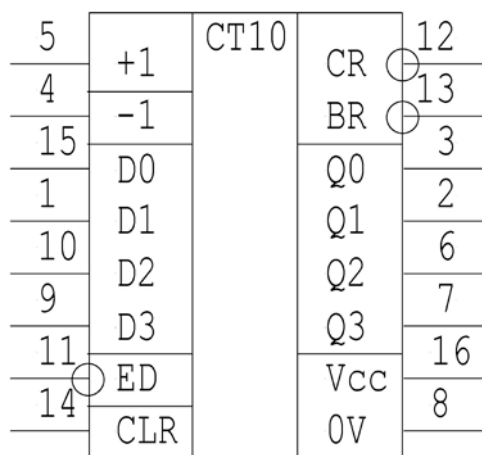 5 CT10 12
+1 CR
4 13
-1 BR
15 3
D0 Q0
1 2
D1 Q1
10 6
D2 Q2
9 7
D3 Q3
11 16
ED Vcc
14 8
CLR 0V